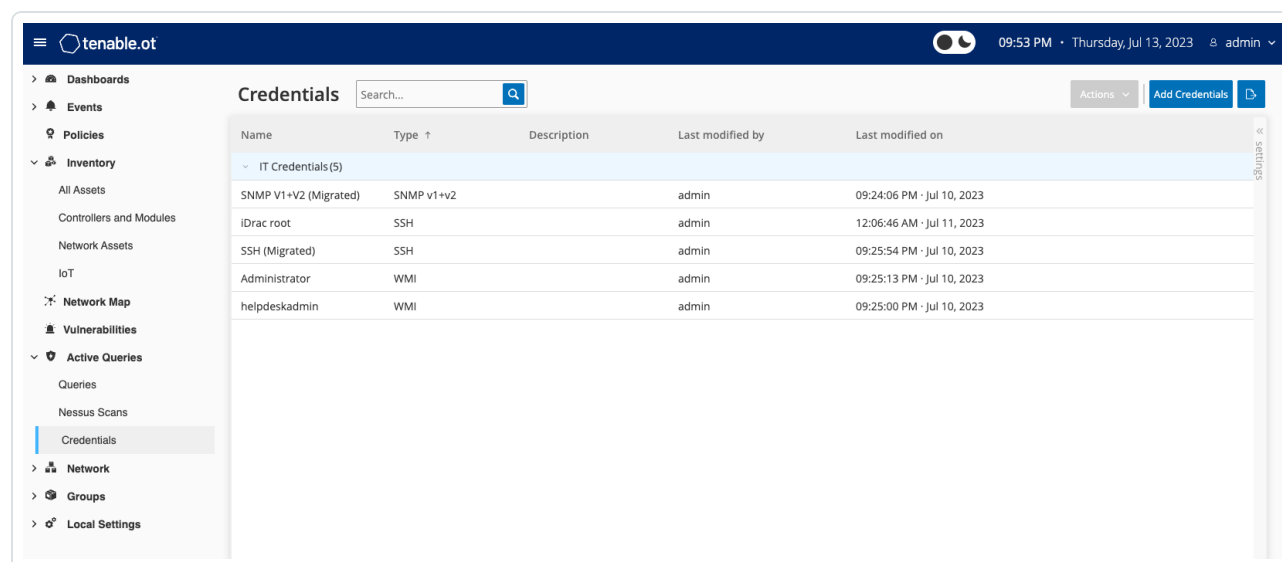 tenable.ot
09:53 PM · Thursday, Jul 13, 2023 admin
Dashboards
Events
Policies
Inventory
All Assets
Controllers and Modules
Network Assets
IoT
Network Map
Vulnerabilities
Active Queries
Queries
Nessus Scans
Credentials
Network
Groups
Local Settings
Credentials Search... Actions Add Credentials
Name Type ↑ Description Last modified by Last modified on
IT Credentials (5)
SNMP V1+V2 (Migrated) SNMP v1+v2 admin 09:24:06 PM · Jul 10, 2023
iDrac root SSH admin 12:06:46 AM · Jul 11, 2023
SSH (Migrated) SSH admin 09:25:54 PM · Jul 10, 2023
Administrator WMI admin 09:25:13 PM · Jul 10, 2023
helpdeskadmin WMI admin 09:25:00 PM · Jul 10, 2023
settings